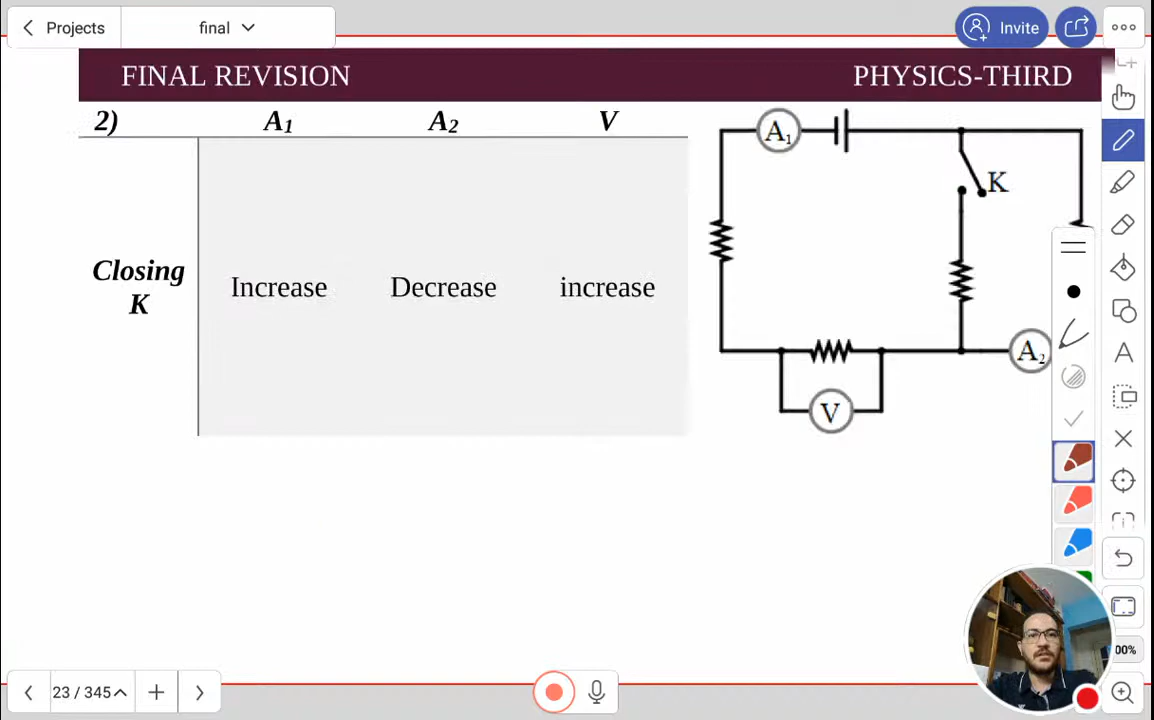 Projects
final
Invite
FINAL REVISION
PHYSICS-THIRD
2) A1 A2 V
Closing
K
Increase Decrease increase
A1
K
A2
V
A
23 / 345
00%